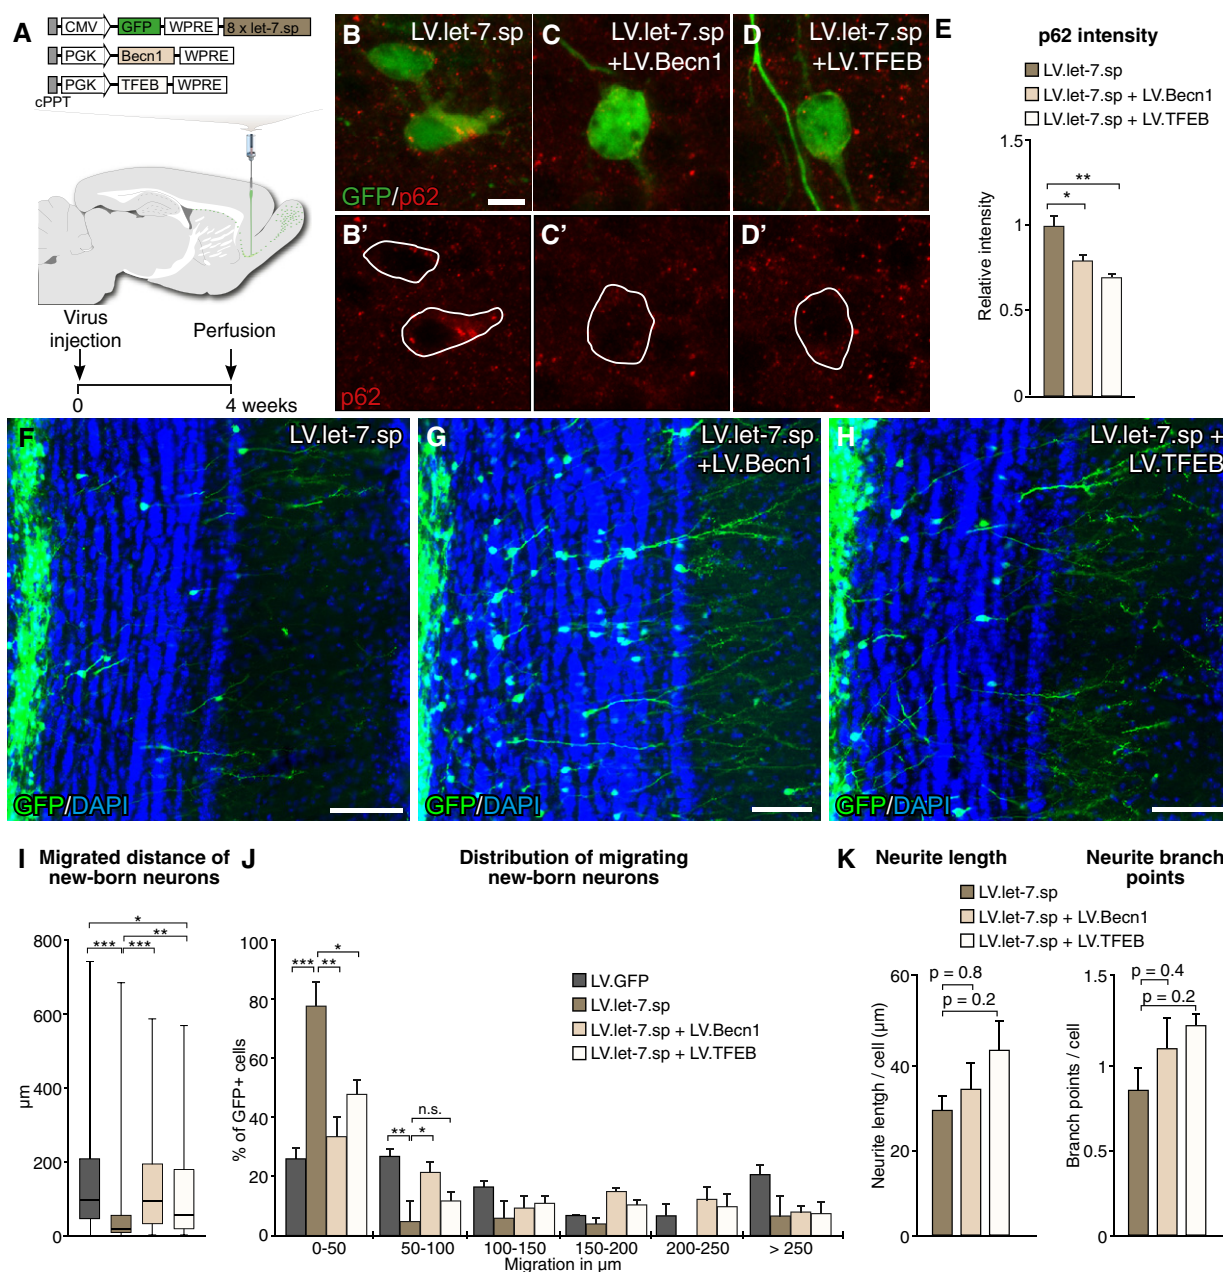 A
CMV GFP WPRE 8 x let-7.sp
PGK Becn1 WPRE
PGK TFEB WPRE
cPPT
Virus
injection
Perfusion
0
4 weeks
B LV.let-7.sp
GFP/p62
C LV.let-7.sp
+LV.Becn1
D LV.let-7.sp
+LV.TFEB
B'
p62
C'
D'
E
p62 intensity
LV.let-7.sp
LV.let-7.sp + LV.Becn1
LV.let-7.sp + LV.TFEB
Relative intensity
1.5
1
0.5
0
**
*
F LV.let-7.sp
GFP/DAPI
G LV.let-7.sp
+LV.Becn1
GFP/DAPI
H LV.let-7.sp +
LV.TFEB
GFP/DAPI
I Migrated distance of
new-born neurons
µm
800
600
400
200
0
*
**
*** ***
J Distribution of migrating
new-born neurons
% of GFP+ cells
100
80
60
40
20
0
*
*** **
n.s.
** *
LV.GFP
LV.let-7.sp
LV.let-7.sp + LV.Becn1
LV.let-7.sp + LV.TFEB
0-50 50-100 100-150 150-200 200-250 > 250
Migration in µm
K Neurite length
Neurite branch
points
LV.let-7.sp
LV.let-7.sp + LV.Becn1
LV.let-7.sp + LV.TFEB
Neurite lentgh / cell (µm)
60
40
20
0
p = 0.8
p = 0.2
Branch points / cell
1.5
1
0.5
0
p = 0.4
p = 0.2